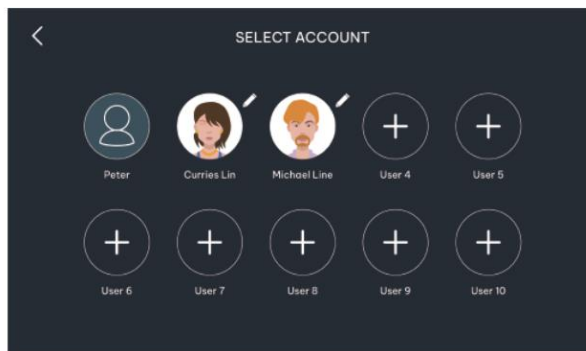 SELECT ACCOUNT
Peter
Curries Lin
Michael Line
User 4
User 5
User 6
User 7
User 8
User 9
User 10